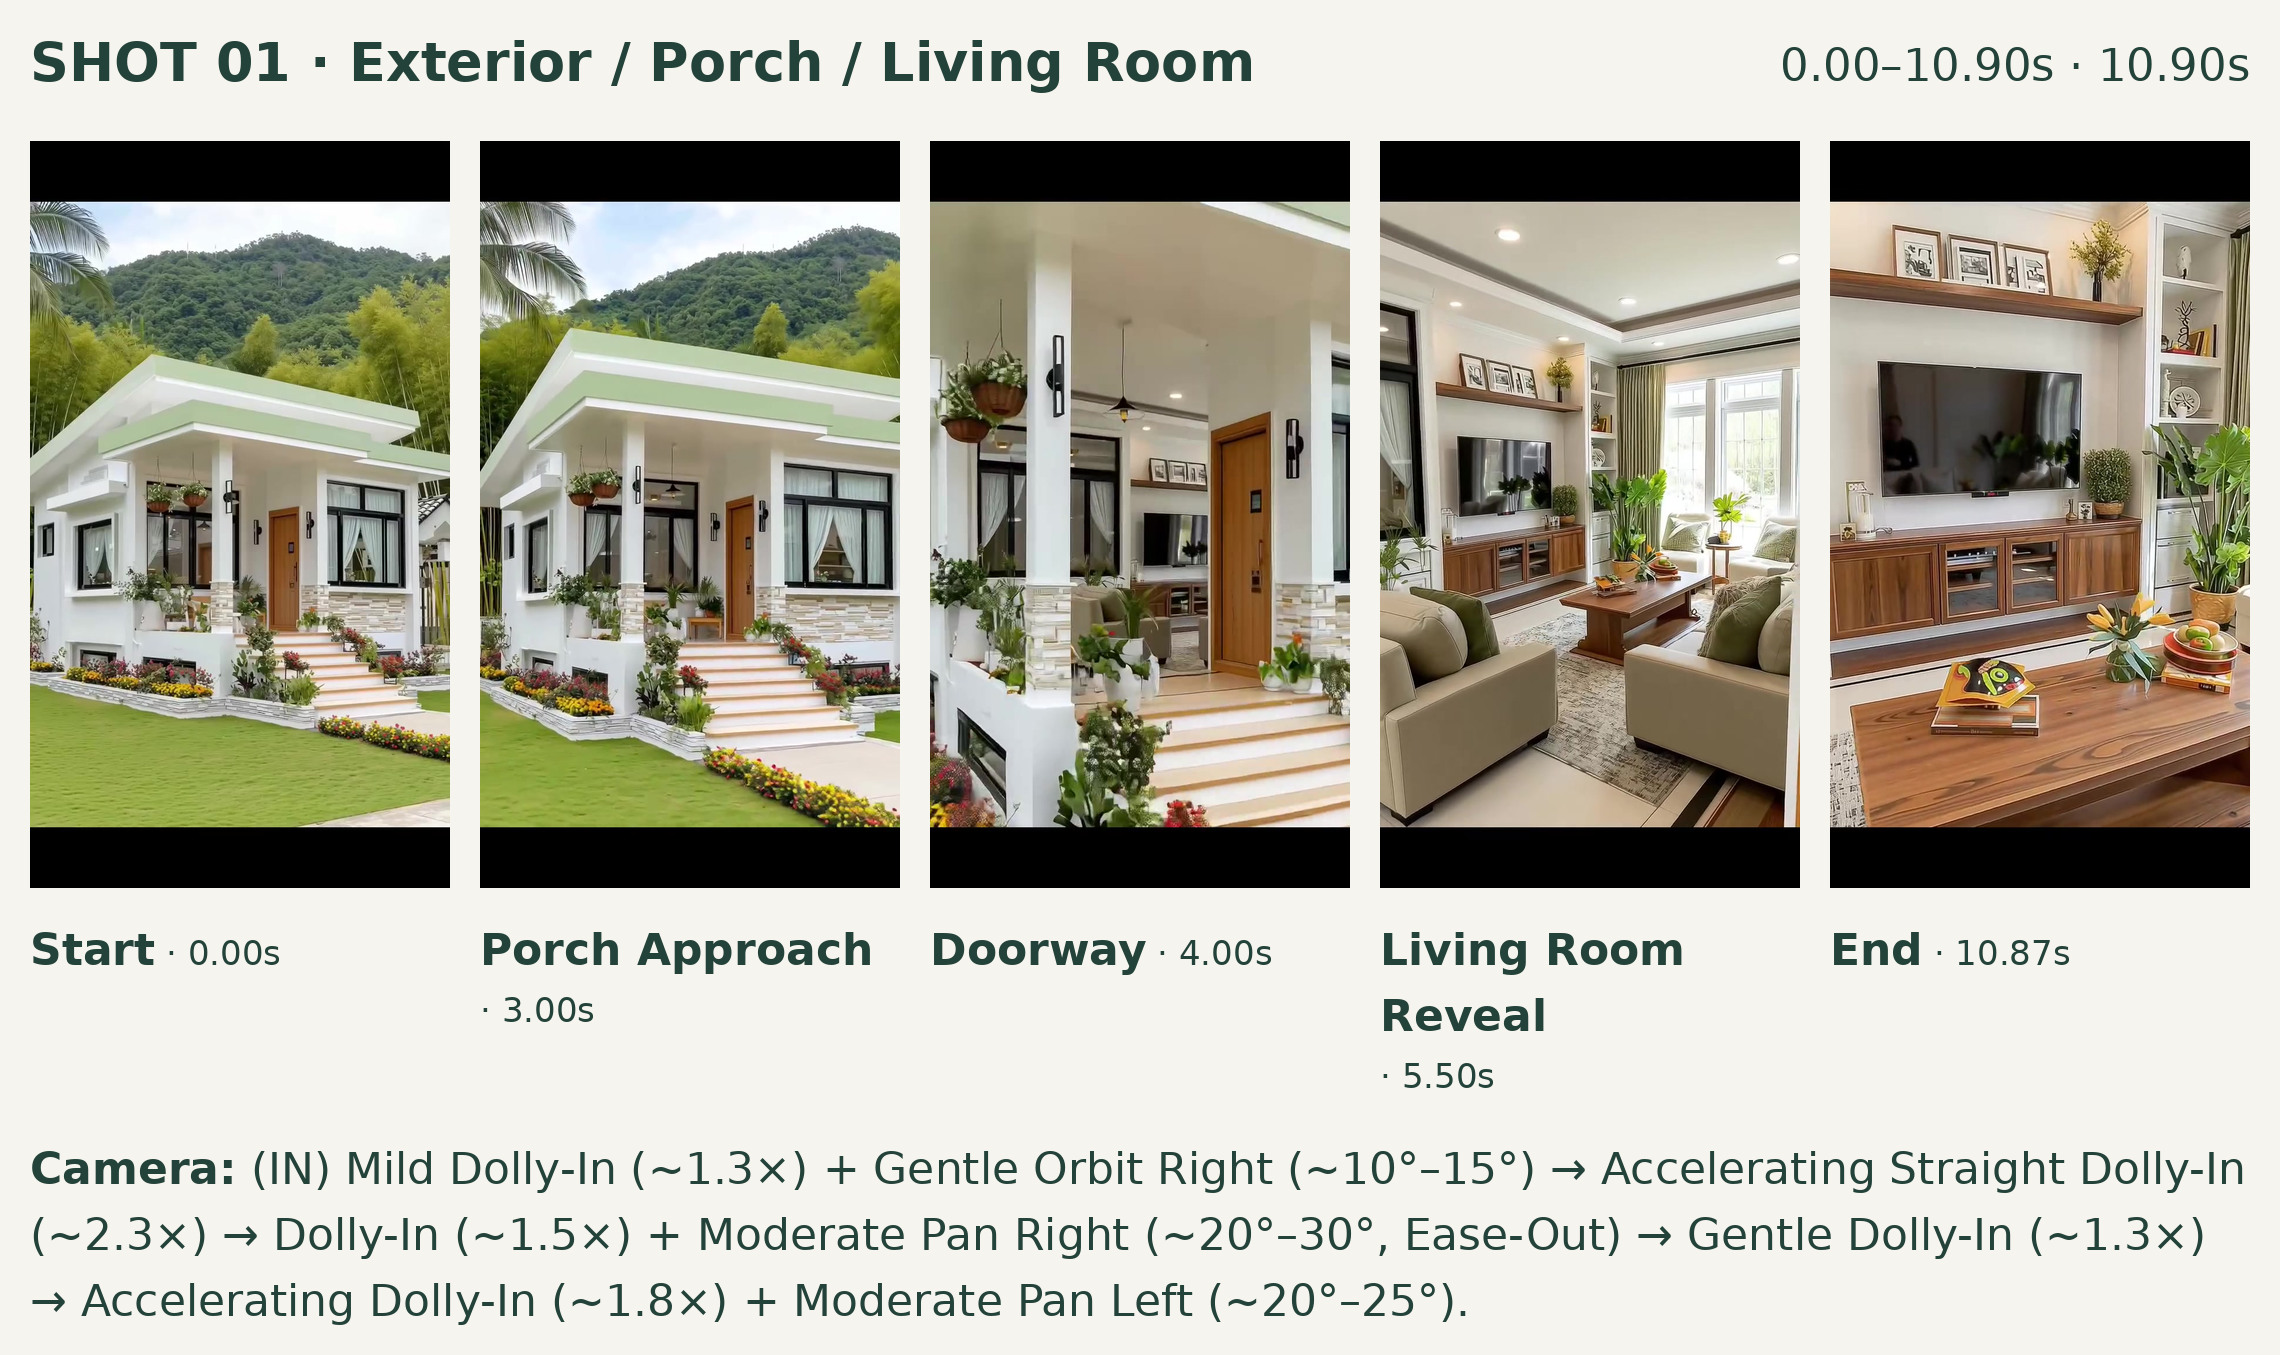 SHOT 01 · Exterior / Porch / Living Room
0.00–10.90s · 10.90s
Start · 0.00s
Porch Approach
· 3.00s
Doorway · 4.00s
Living Room
Reveal
· 5.50s
End · 10.87s
Camera: (IN) Mild Dolly-In (~1.3×) + Gentle Orbit Right (~10°–15°) → Accelerating Straight Dolly-In
(~2.3×) → Dolly-In (~1.5×) + Moderate Pan Right (~20°–30°, Ease-Out) → Gentle Dolly-In (~1.3×)
→ Accelerating Dolly-In (~1.8×) + Moderate Pan Left (~20°–25°).